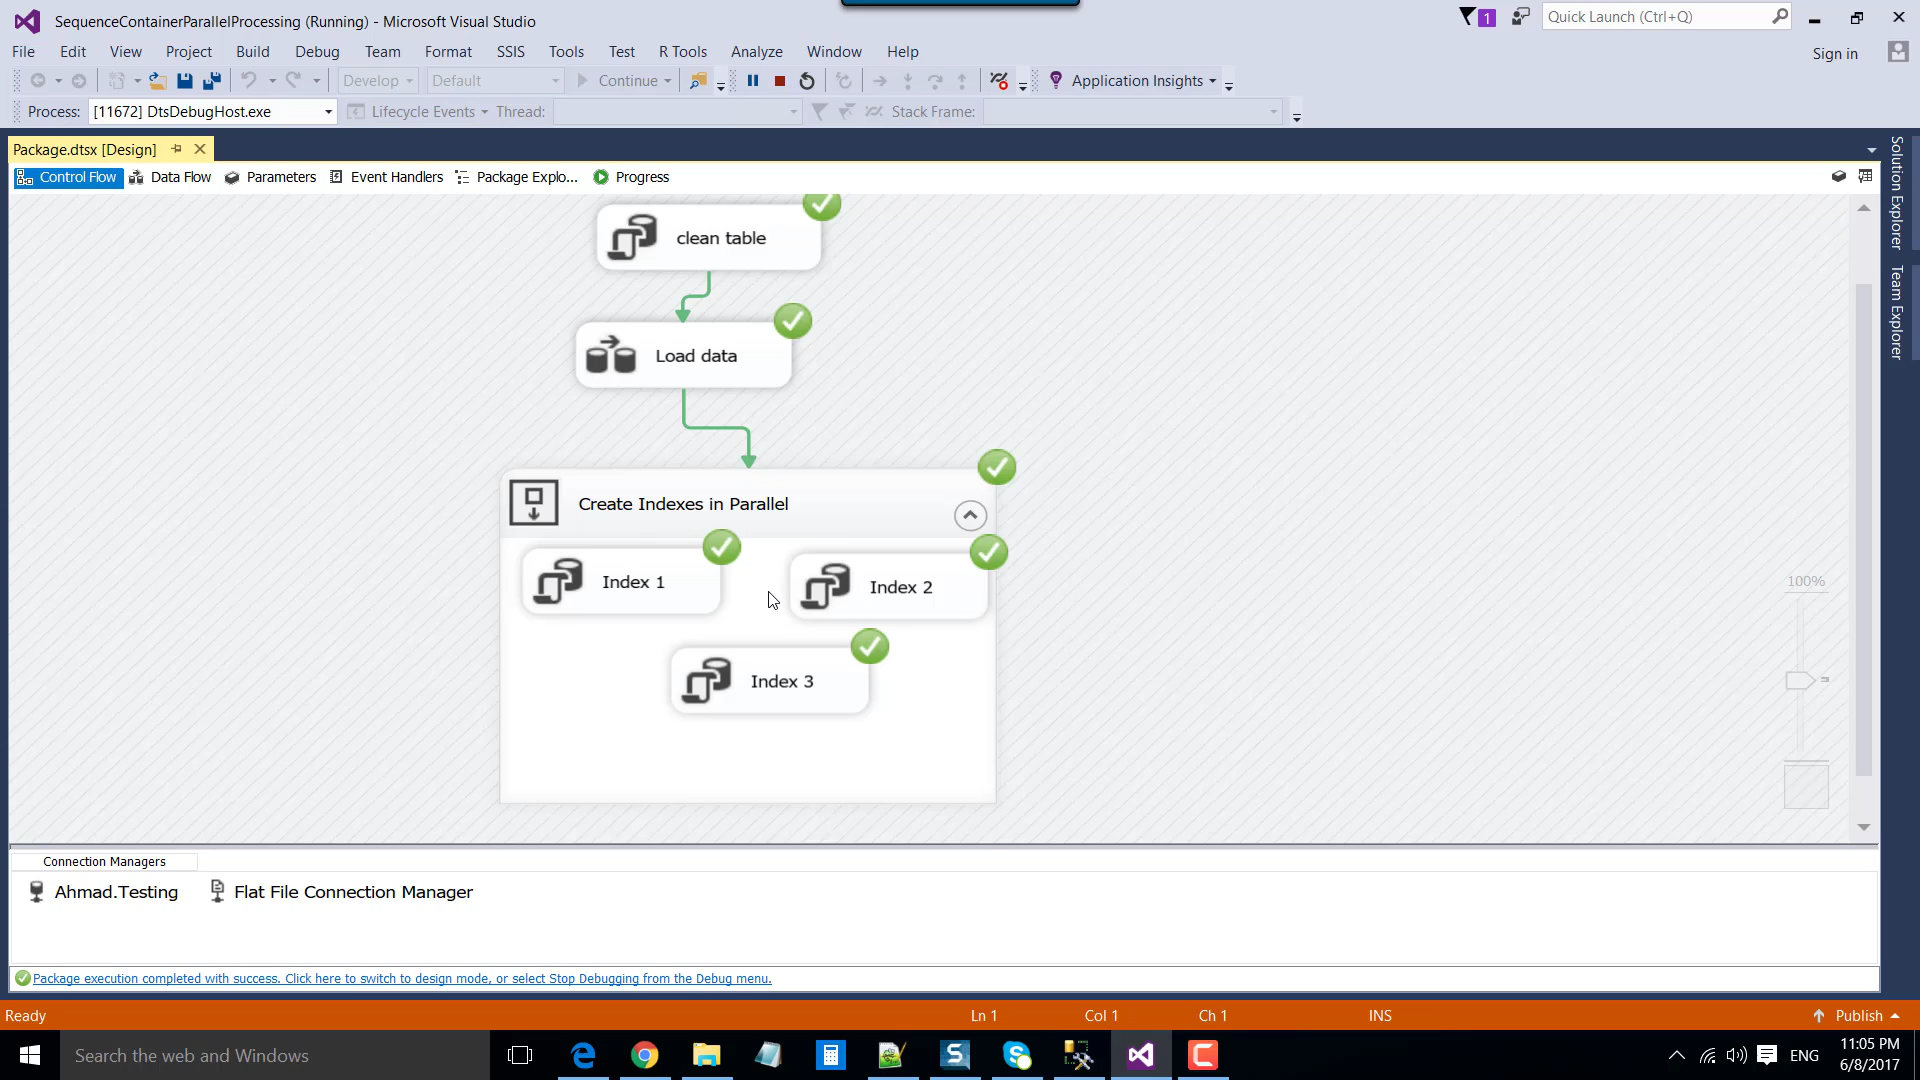 SequenceContainerParallelProcessing (Running) - Microsoft Visual Studio
1
Quick Launch (Ctrl+Q)
File Edit View Project Build Debug Team Format SSIS Tools Test R Tools Analyze Window Help
Sign in
Develop Default Continue Application Insights
Process: [11672] DtsDebugHost.exe Lifecycle Events Thread: Stack Frame:
Package.dtsx [Design]
Control Flow Data Flow Parameters Event Handlers Package Explo... Progress
Solution Explorer
Team Explorer
clean table
Load data
Create Indexes in Parallel
Index 1
Index 2
Index 3
100%
Connection Managers
Ahmad.Testing Flat File Connection Manager
Package execution completed with success. Click here to switch to design mode, or select Stop Debugging from the Debug menu.
Ready Ln 1 Col 1 Ch 1 INS Publish
Search the web and Windows
ENG
11:05 PM
6/8/2017